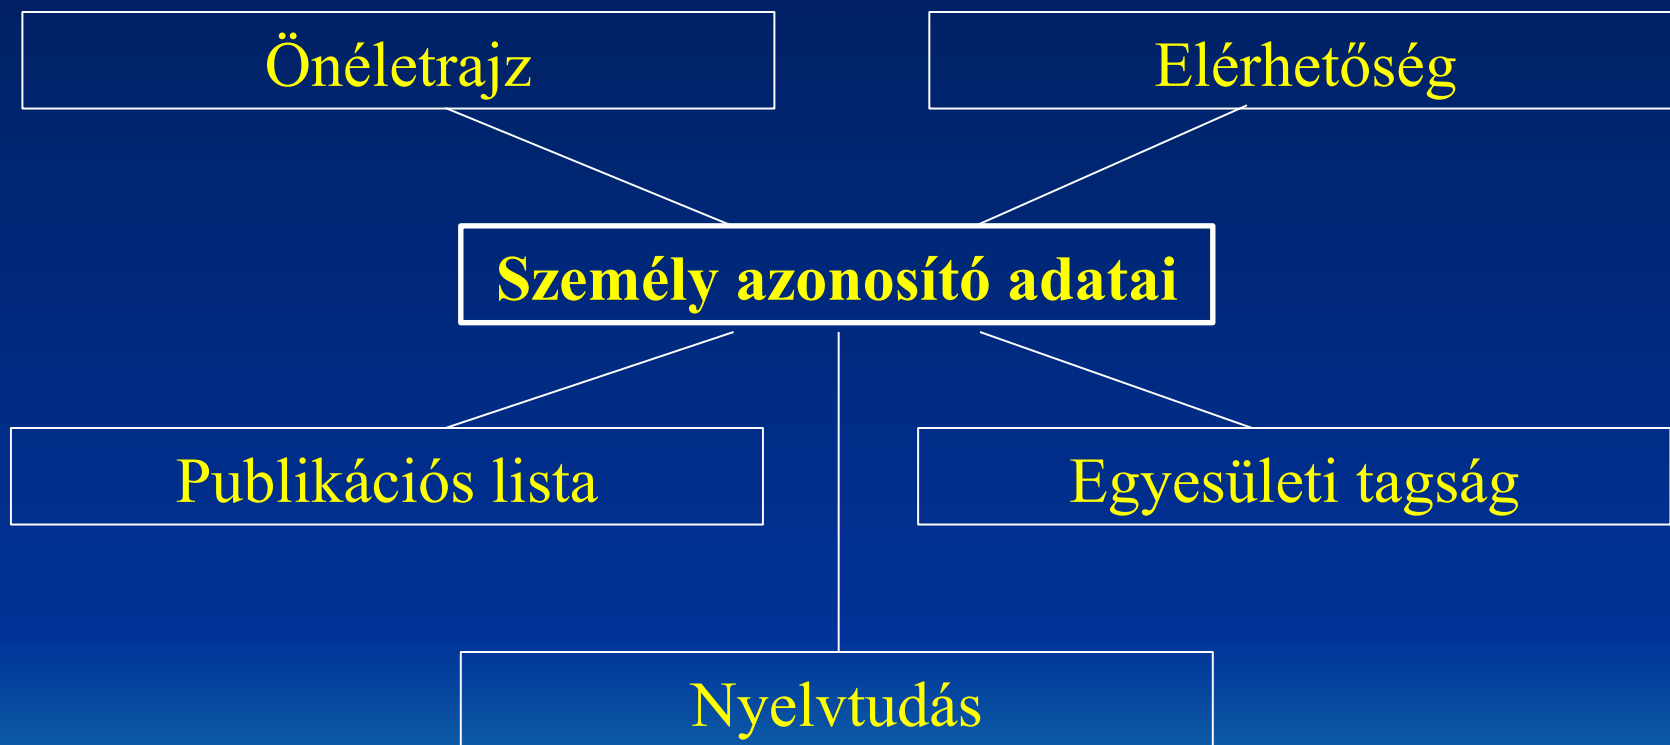 Önéletrajz
Elérhetőség
Személy azonosító adatai
Publikációs lista
Egyesületi tagság
Nyelvtudás